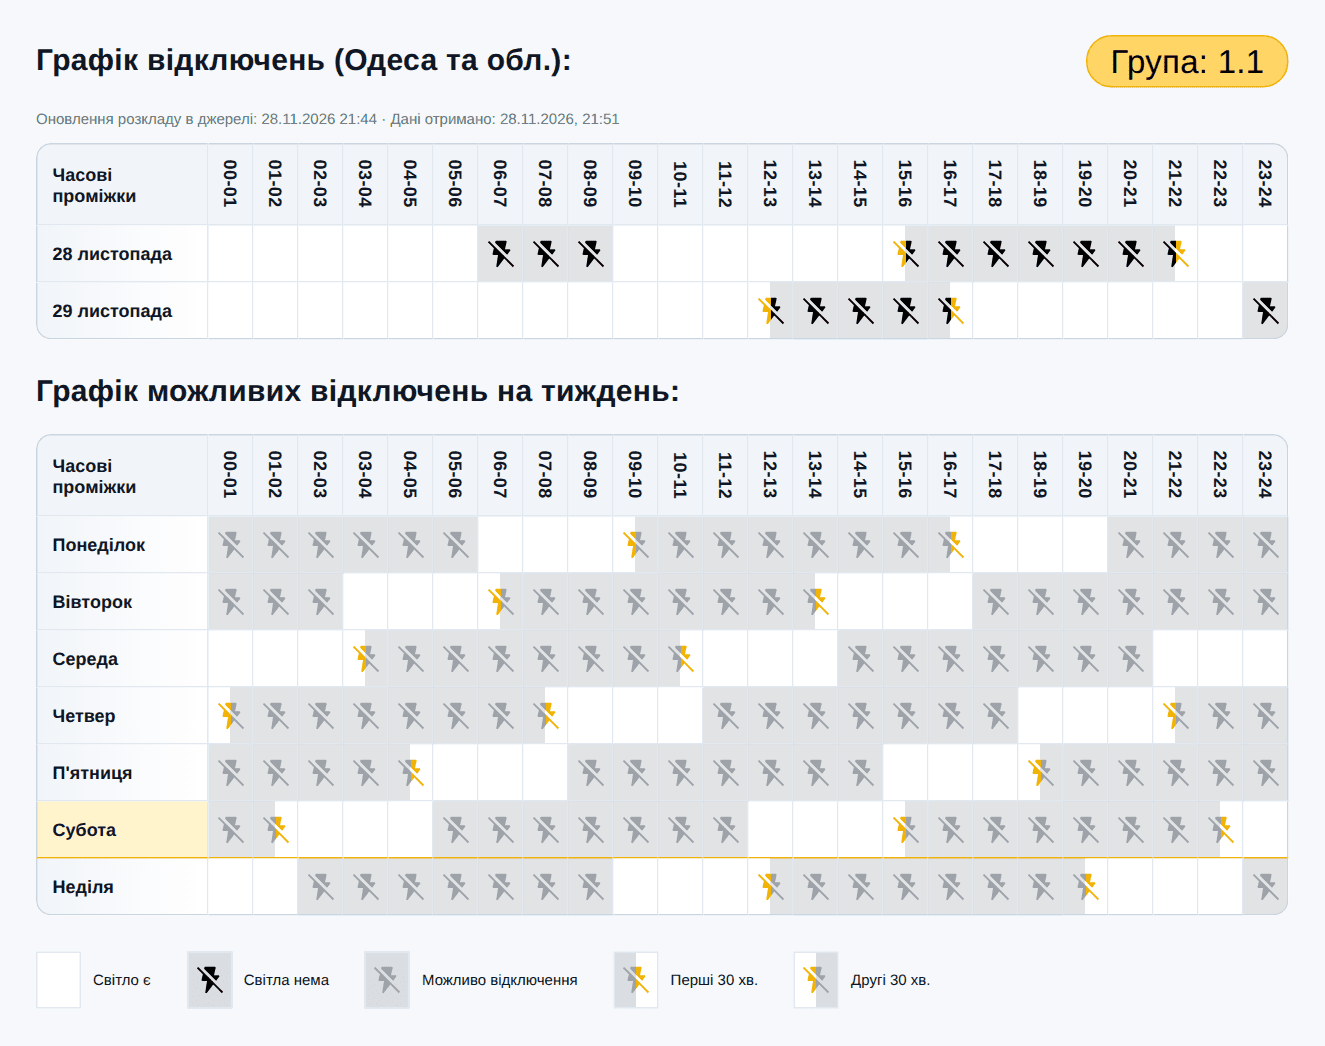 Графік відключень (Одеса та обл.):
Група: 1.1
Оновлення розкладу в джерелі: 28.11.2026 21:44 · Дані отримано: 28.11.2026, 21:51
Часові проміжки 00-01 01-02 02-03 03-04 04-05 05-06 06-07 07-08 08-09 09-10 10-11 11-12 12-13 13-14 14-15 15-16 16-17 17-18 18-19 19-20 20-21 21-22 22-23 23-24
28 листопада
29 листопада
Графік можливих відключень на тиждень:
Часові проміжки 00-01 01-02 02-03 03-04 04-05 05-06 06-07 07-08 08-09 09-10 10-11 11-12 12-13 13-14 14-15 15-16 16-17 17-18 18-19 19-20 20-21 21-22 22-23 23-24
Понеділок
Вівторок
Середа
Четвер
П'ятниця
Субота
Неділя
Світло є Світла нема Можливо відключення Перші 30 хв. Другі 30 хв.